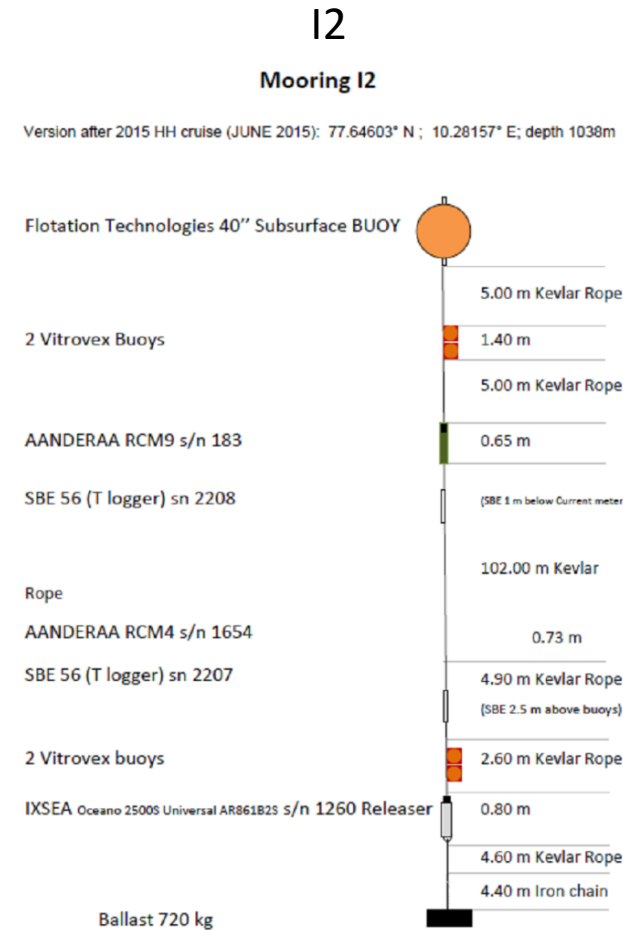 I2
Mooring I2
Version after 2015 HH cruise (JUNE 2015): 77.64603° N ; 10.28157° E; depth 1038m
Flotation Technologies 40’’ Subsurface BUOY
5.00 m Kevlar Rope
2 Vitrovex Buoys 1.40 m
5.00 m Kevlar Rope
AANDERAA RCM9 s/n 183 0.65 m
SBE 56 (T logger) sn 2208 (SBE 1 m below Current meter
102.00 m Kevlar
Rope
AANDERAA RCM4 s/n 1654 0.73 m
SBE 56 (T logger) sn 2207 4.90 m Kevlar Rope
(SBE 2.5 m above buoys)
2 Vitrovex buoys 2.60 m Kevlar Rope
IXSEA Oceano 2500S Universal AR861B2S s/n 1260 Releaser 0.80 m
4.60 m Kevlar Rope
4.40 m Iron chain
Ballast 720 kg